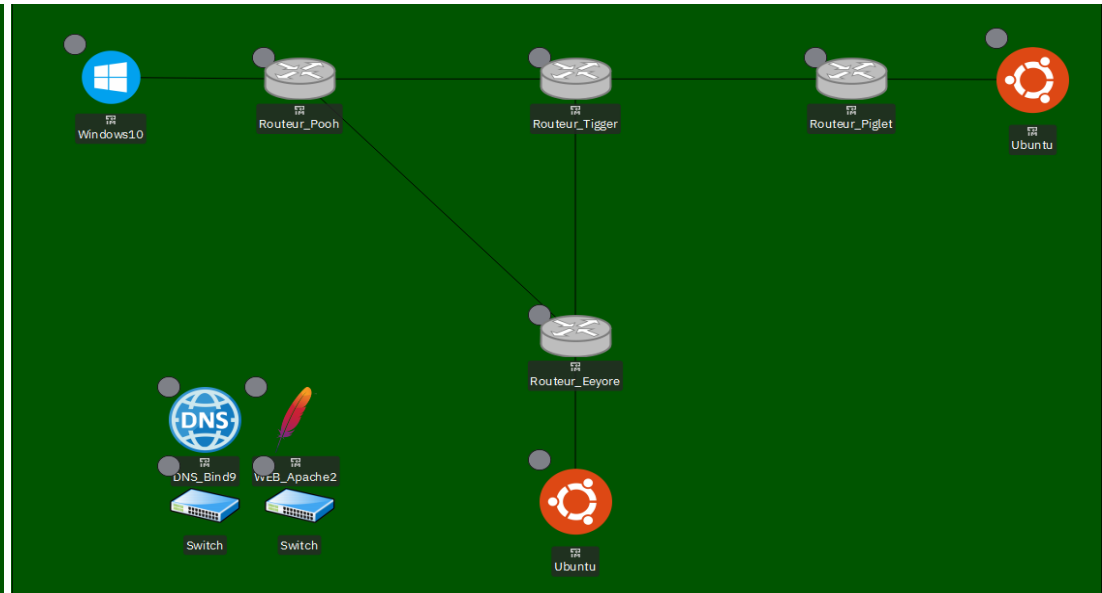 Windows10
Routeur_Pooh
Routeur_Tigger
Routeur_Piglet
Ubuntu
Routeur_Eeyore
DNS
DNS_Bind9
WEB_Apache2
Switch
Switch
Ubuntu